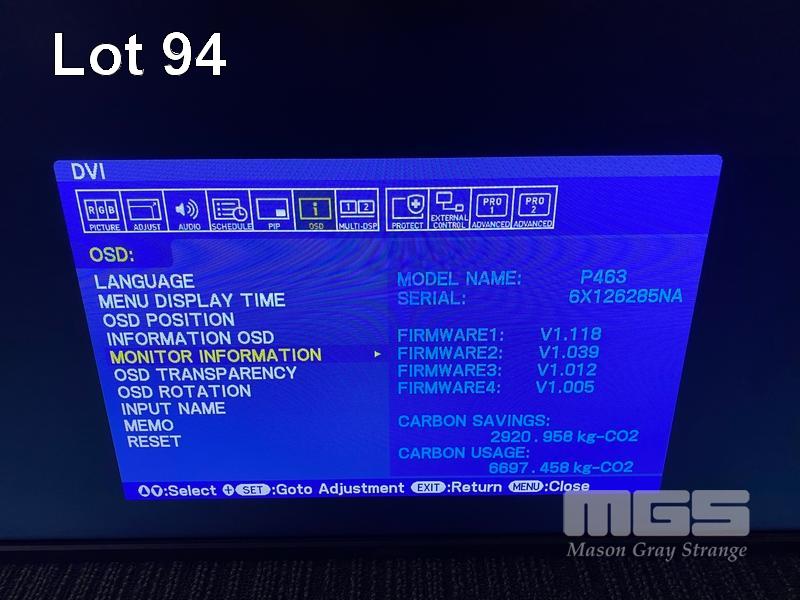 Lot 94
DVI
RGB PICTURE ADJUST AUDIO SCHEDULE PIP i OSD 1 2 MULTI-DSP PROTECT EXTERNAL CONTROL PRO 1 ADVANCED PRO 2 ADVANCED
OSD:
LANGUAGE
MENU DISPLAY TIME
OSD POSITION
INFORMATION OSD
MONITOR INFORMATION
OSD TRANSPARENCY
OSD ROTATION
INPUT NAME
MEMO
RESET
MODEL NAME: P463
SERIAL: 6X126285NA
FIRMWARE1: V1.118
FIRMWARE2: V1.039
FIRMWARE3: V1.012
FIRMWARE4: V1.005
CARBON SAVINGS:
2920.958 kg-CO2
CARBON USAGE:
6697.458 kg-CO2
:Select SET :Goto Adjustment EXIT :Return MENU :Close
MGS
Mason Gray Strange